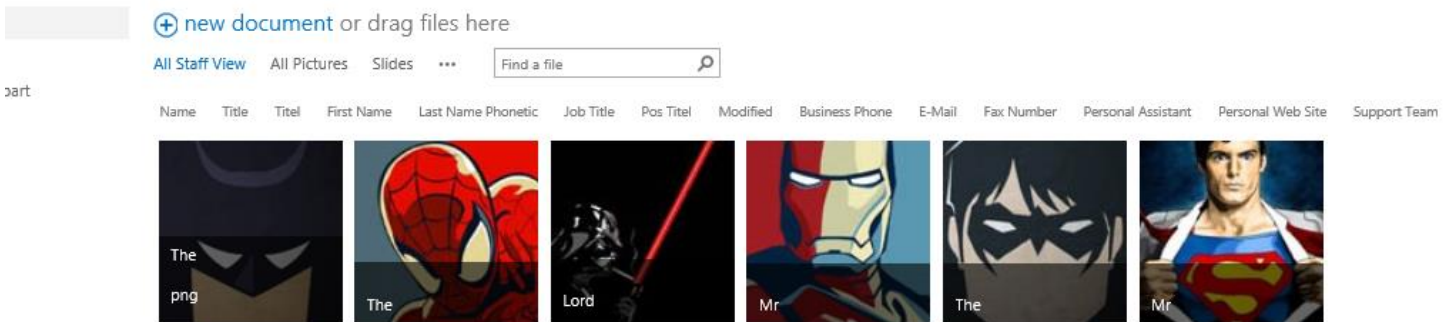 new document or drag files here
All Staff View All Pictures Slides ... Find a file
part
Name Title Titel First Name Last Name Phonetic Job Title Pos Titel Modified Business Phone E-Mail Fax Number Personal Assistant Personal Web Site Support Team
The
png
The
Lord
Mr
The
Mr